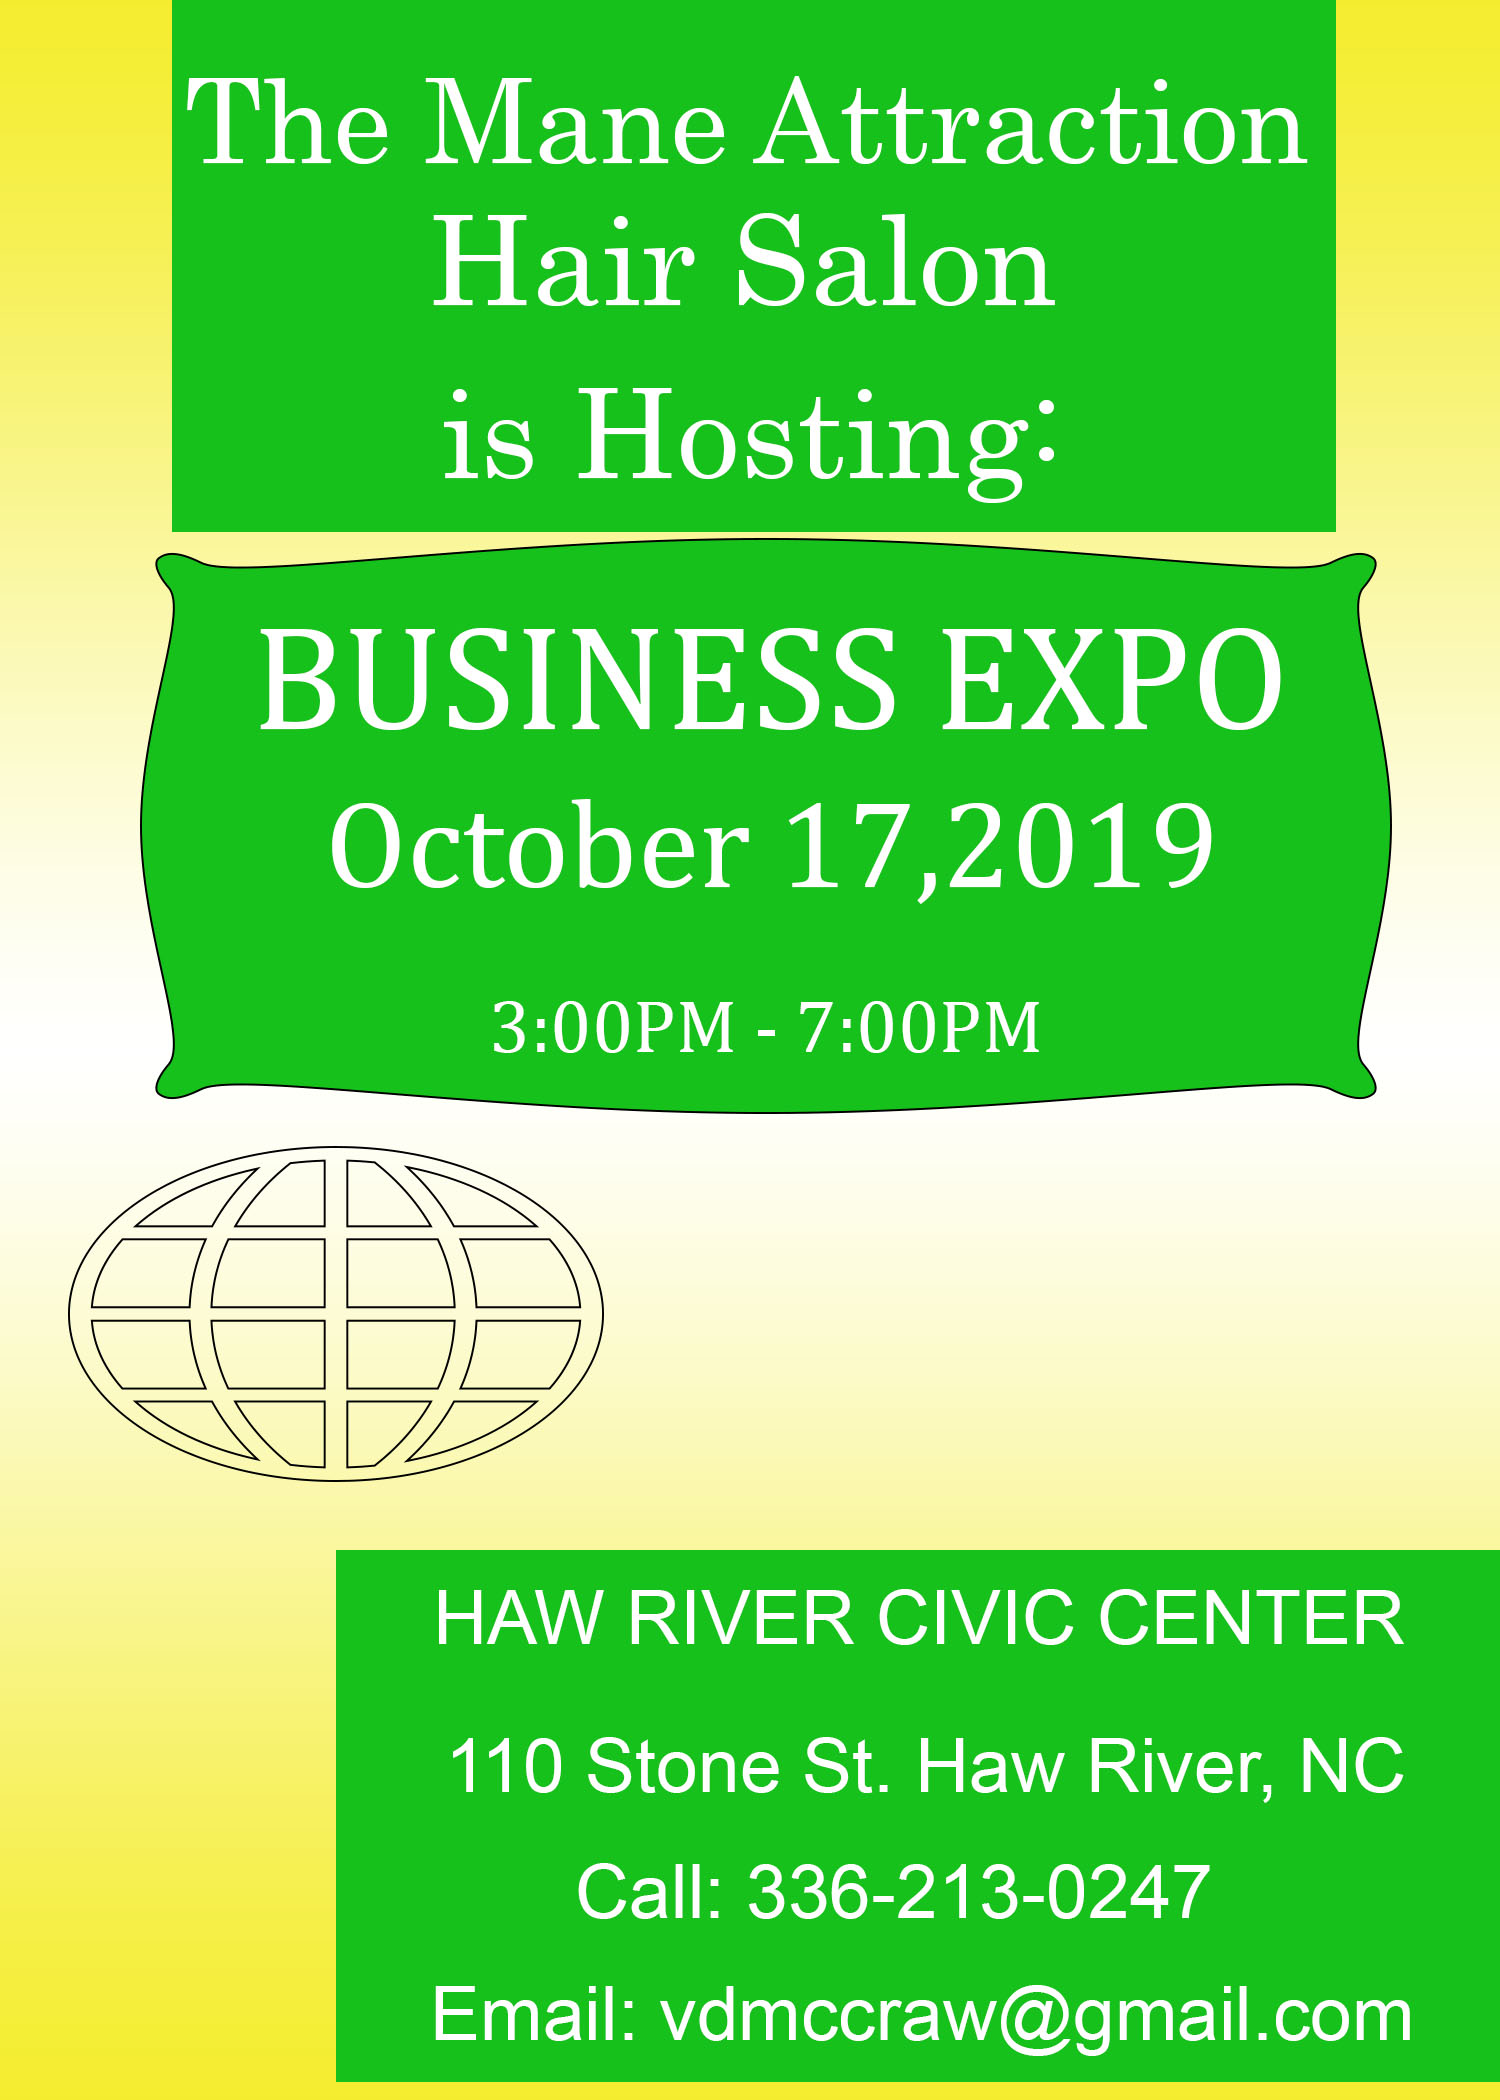 The Mane Attraction
Hair Salon
is Hosting:
BUSINESS EXPO
October 17,2019
3:00PM - 7:00PM
HAW RIVER CIVIC CENTER
110 Stone St. Haw River, NC
Call: 336-213-0247
Email: vdmccraw@gmail.com